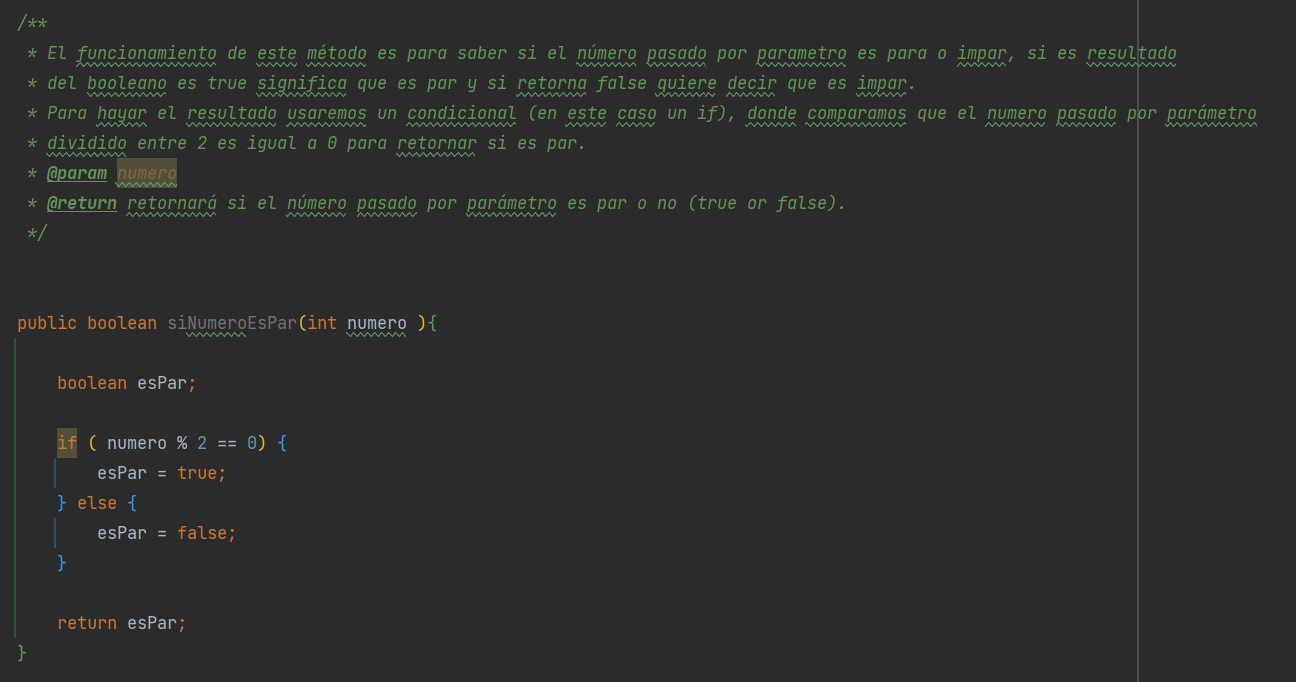 /**
* El funcionamiento de este método es para saber si el número pasado por parametro es para o impar, si es resultado
* del booleano es true significa que es par y si retorna false quiere decir que es impar.
* Para hayar el resultado usaremos un condicional (en este caso un if), donde comparamos que el numero pasado por parámetro
* dividido entre 2 es igual a 0 para retornar si es par.
* @param numero
* @return retornará si el número pasado por parámetro es par o no (true or false).
*/
public boolean siNumeroEsPar(int numero ){
boolean esPar;
if ( numero % 2 == 0) {
esPar = true;
} else {
esPar = false;
}
return esPar;
}